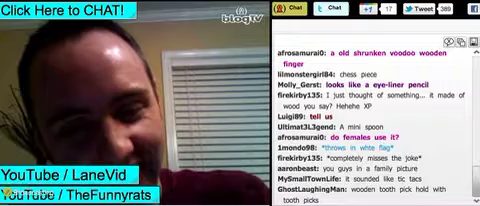 Click Here to CHAT!
blogTV
Chat
Chat
+1
17
Tweet
389
afrosamurai0: a old shrunken voodoo wooden
finger
lilmonstergirl84: chess piece
Molly_Gerst: looks like a eye-liner pencil
firekirby135: I just thought of something... it made of
wood you say? Hehehe XP
Luigi89: tell us
Ultimat3L3gend: A mini spoon
afrosamurai0: do females use it?
1mondo98: *throws in whte flag*
firekirby135: *completely misses the joke*
aaronbeast: you guys in a family picture
MySmallTownLife: it sounded like tic tacs
GhostLaughingMan: wooden tooth pick hold with
tooth picks
YouTube / LaneVid
YouTube / TheFunnyrats